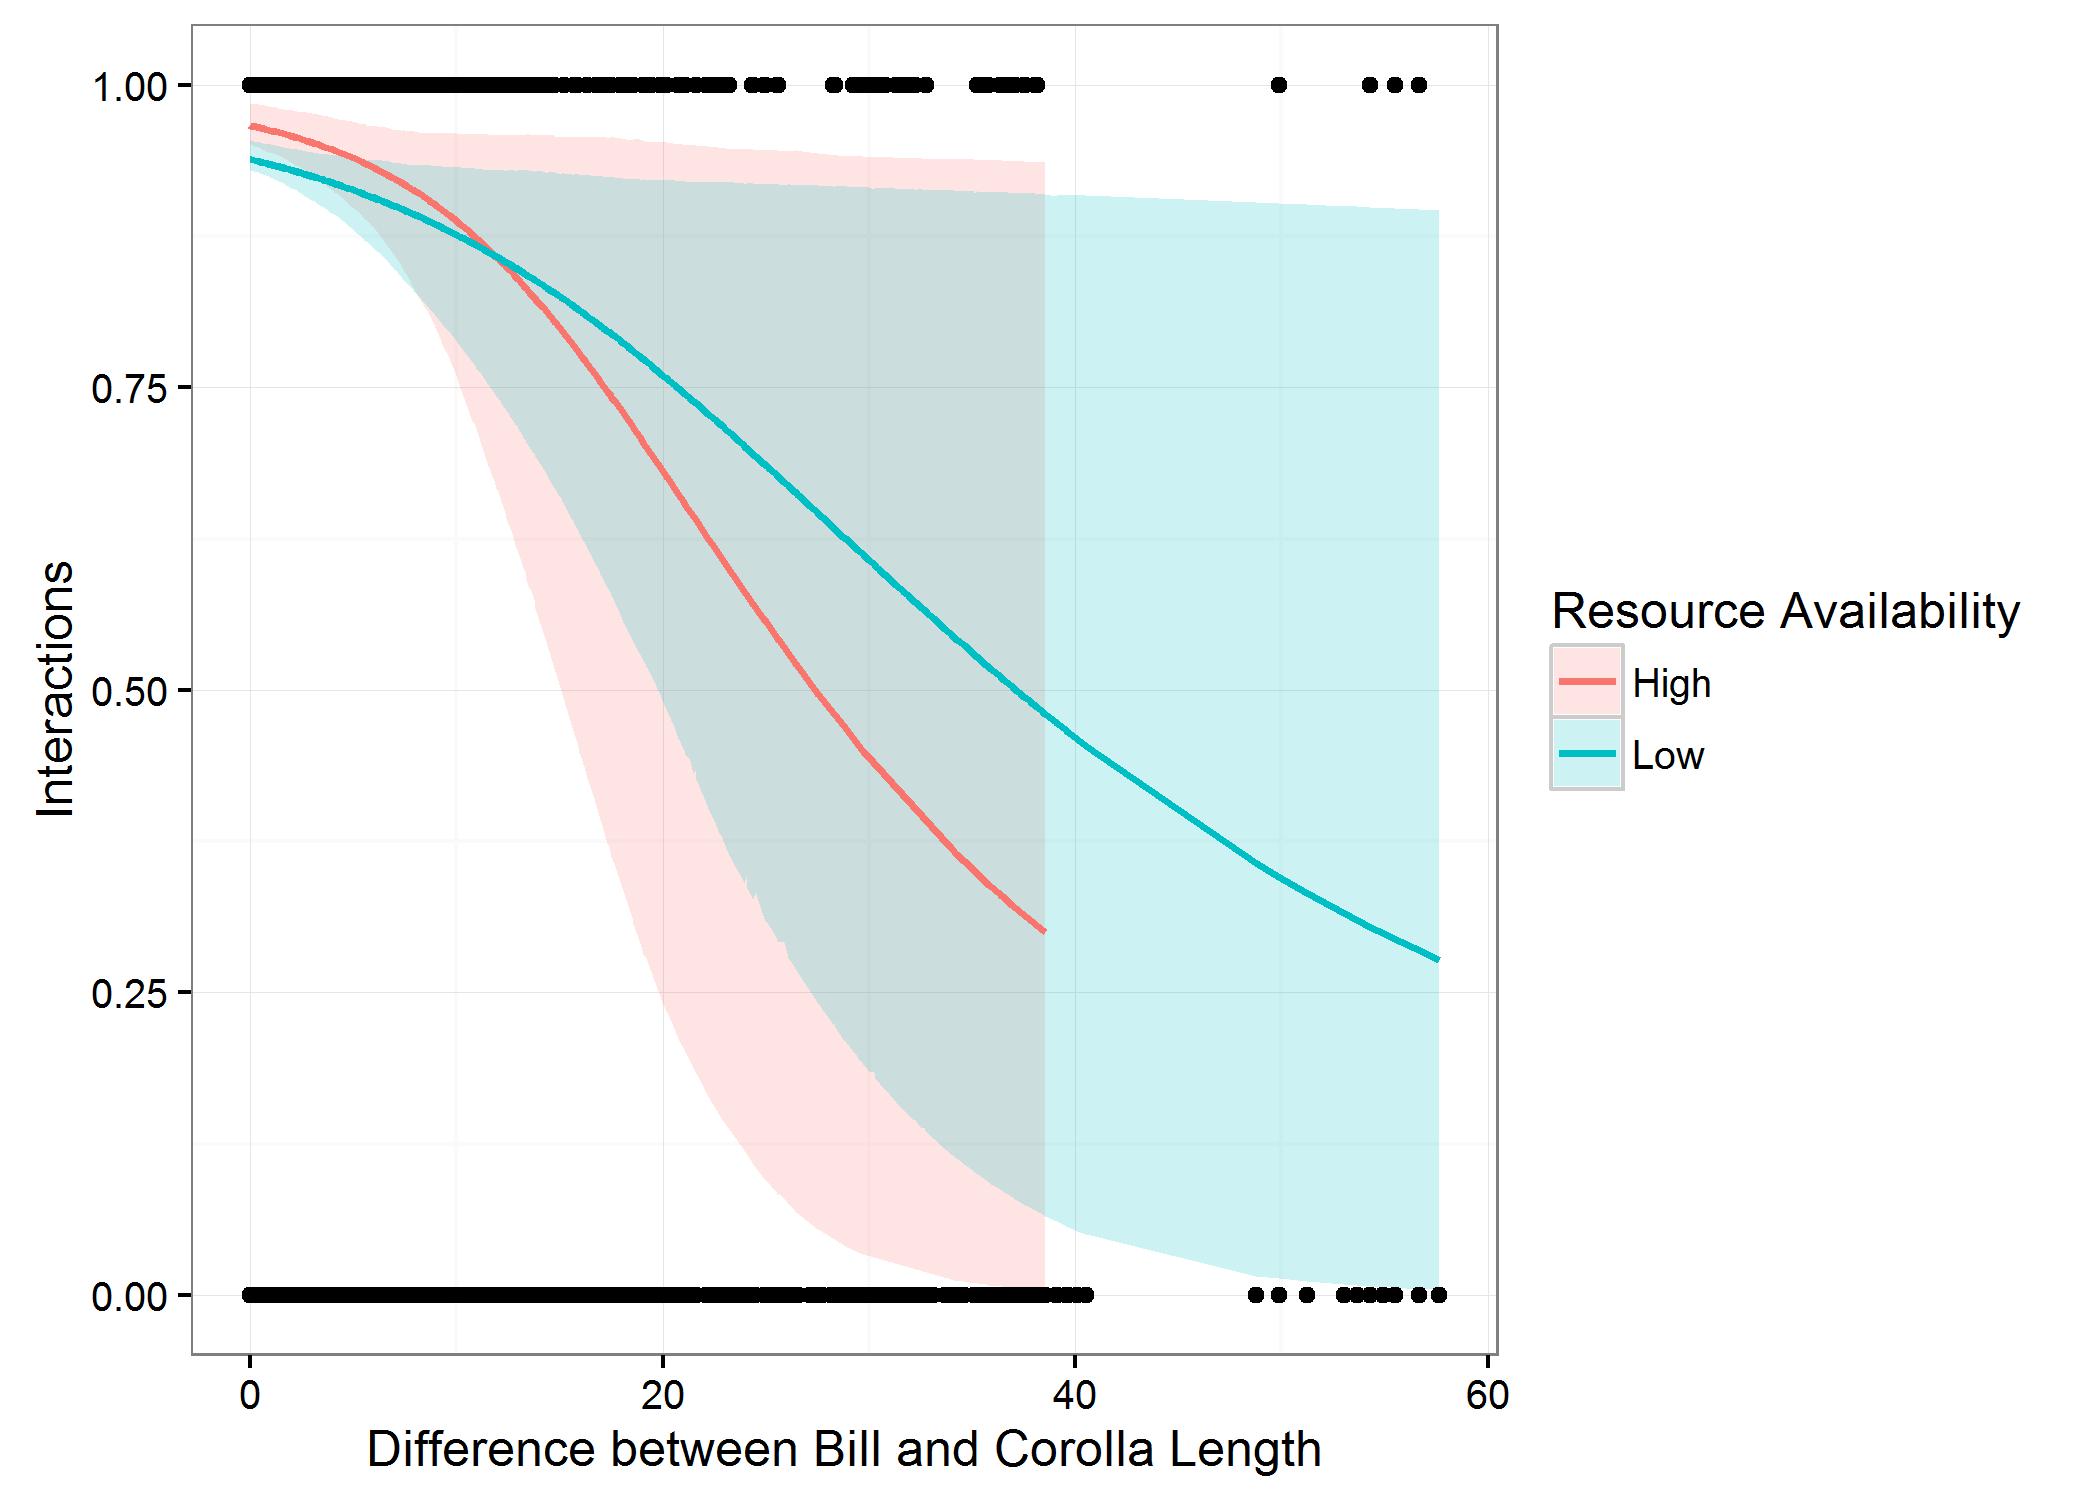 1.00
0.75
0.50
0.25
0.00
Interactions
0
20
40
60
Difference between Bill and Corolla Length
Resource Availability
High
Low